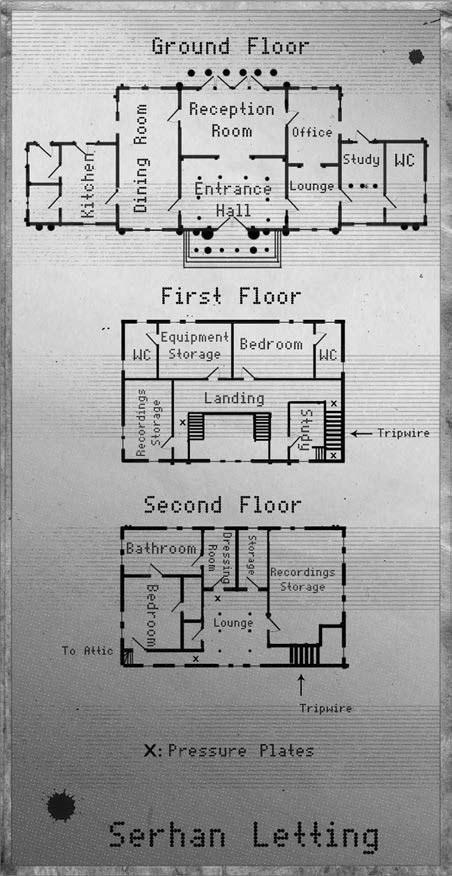 Ground Floor
Reception
Room
Office
Dining Room
Kitchen
Study
WC
Entrance
Hall
Lounge
First Floor
WC
Equipment
Storage
Bedroom
WC
Landing
Recordings
Storage
x
Study
x
x
Tripwire
Second Floor
Bathroom
Dressing
Room
Storage
Recordings
Storage
Bedroom
x
Lounge
To Attic
x
Tripwire
X: Pressure Plates
Serhan Letting